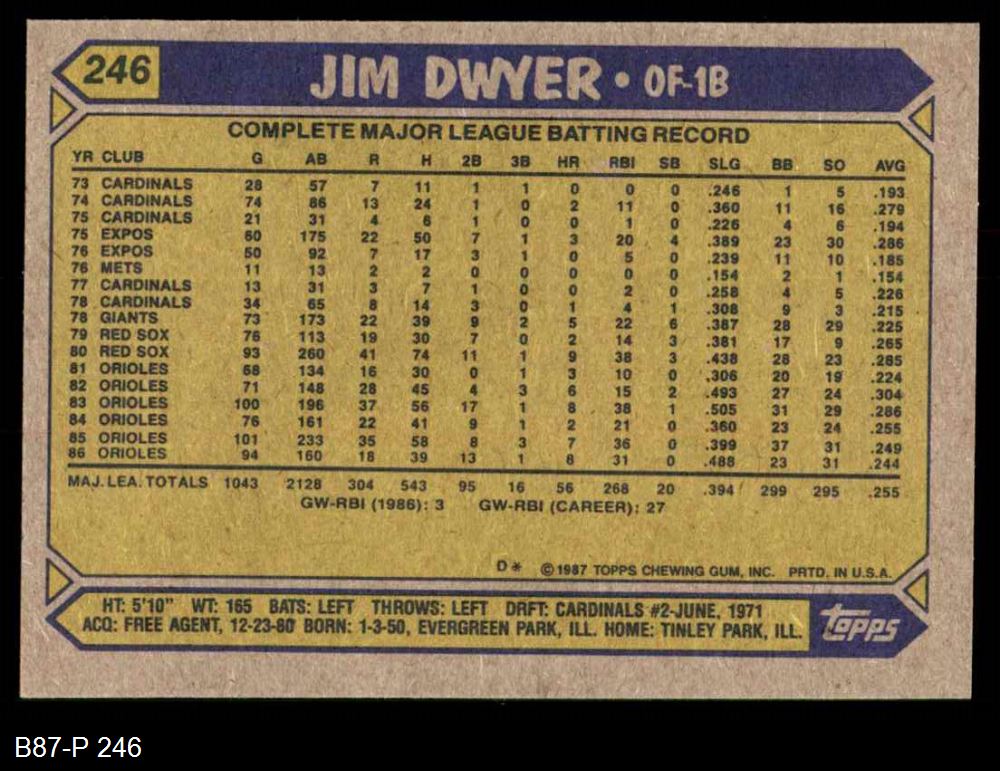 246 JIM DWYER • OF-1B
COMPLETE MAJOR LEAGUE BATTING RECORD
YR CLUB G AB R H 2B 3B HR RBI SB SLG BB SO AVG
73 CARDINALS 28 57 7 11 1 1 0 0 0 .246 1 5 .193
74 CARDINALS 74 86 13 24 1 0 2 11 0 .360 11 16 .279
75 CARDINALS 21 31 4 6 1 0 0 1 0 .226 4 6 .194
75 EXPOS 60 175 22 50 7 1 3 20 4 .389 23 30 .286
76 EXPOS 50 92 7 17 3 1 0 5 0 .239 11 10 .185
76 METS 11 13 2 2 0 0 0 0 0 .154 2 1 .154
77 CARDINALS 13 31 3 7 1 0 0 2 0 .258 4 5 .226
78 CARDINALS 34 65 8 14 3 0 1 4 1 .308 9 3 .215
78 GIANTS 73 173 22 39 9 2 5 22 6 .387 28 29 .225
79 RED SOX 76 113 19 30 7 0 2 14 3 .381 17 9 .265
80 RED SOX 93 260 41 74 11 1 9 38 3 .438 28 23 .285
81 ORIOLES 68 134 16 30 0 1 3 10 0 .306 20 19 .224
82 ORIOLES 71 148 28 45 4 3 6 15 2 .493 27 24 .304
83 ORIOLES 100 196 37 56 17 1 8 38 1 .505 31 29 .286
84 ORIOLES 76 161 22 41 9 1 2 21 0 .360 23 24 .255
85 ORIOLES 101 233 35 58 8 3 7 36 0 .399 37 31 .249
86 ORIOLES 94 160 18 39 13 1 8 31 0 .488 23 31 .244
MAJ. LEA. TOTALS 1043 2128 304 543 95 16 56 268 20 .394 299 295 .255
GW-RBI (1986): 3 GW-RBI (CAREER): 27
D* ©1987 TOPPS CHEWING GUM, INC. PRTD. IN U.S.A.
HT: 5'10" WT: 165 BATS: LEFT THROWS: LEFT DRFT: CARDINALS #2-JUNE, 1971
ACQ: FREE AGENT, 12-23-80 BORN: 1-3-50, EVERGREEN PARK, ILL. HOME: TINLEY PARK, ILL.
Topps
B87-P 246